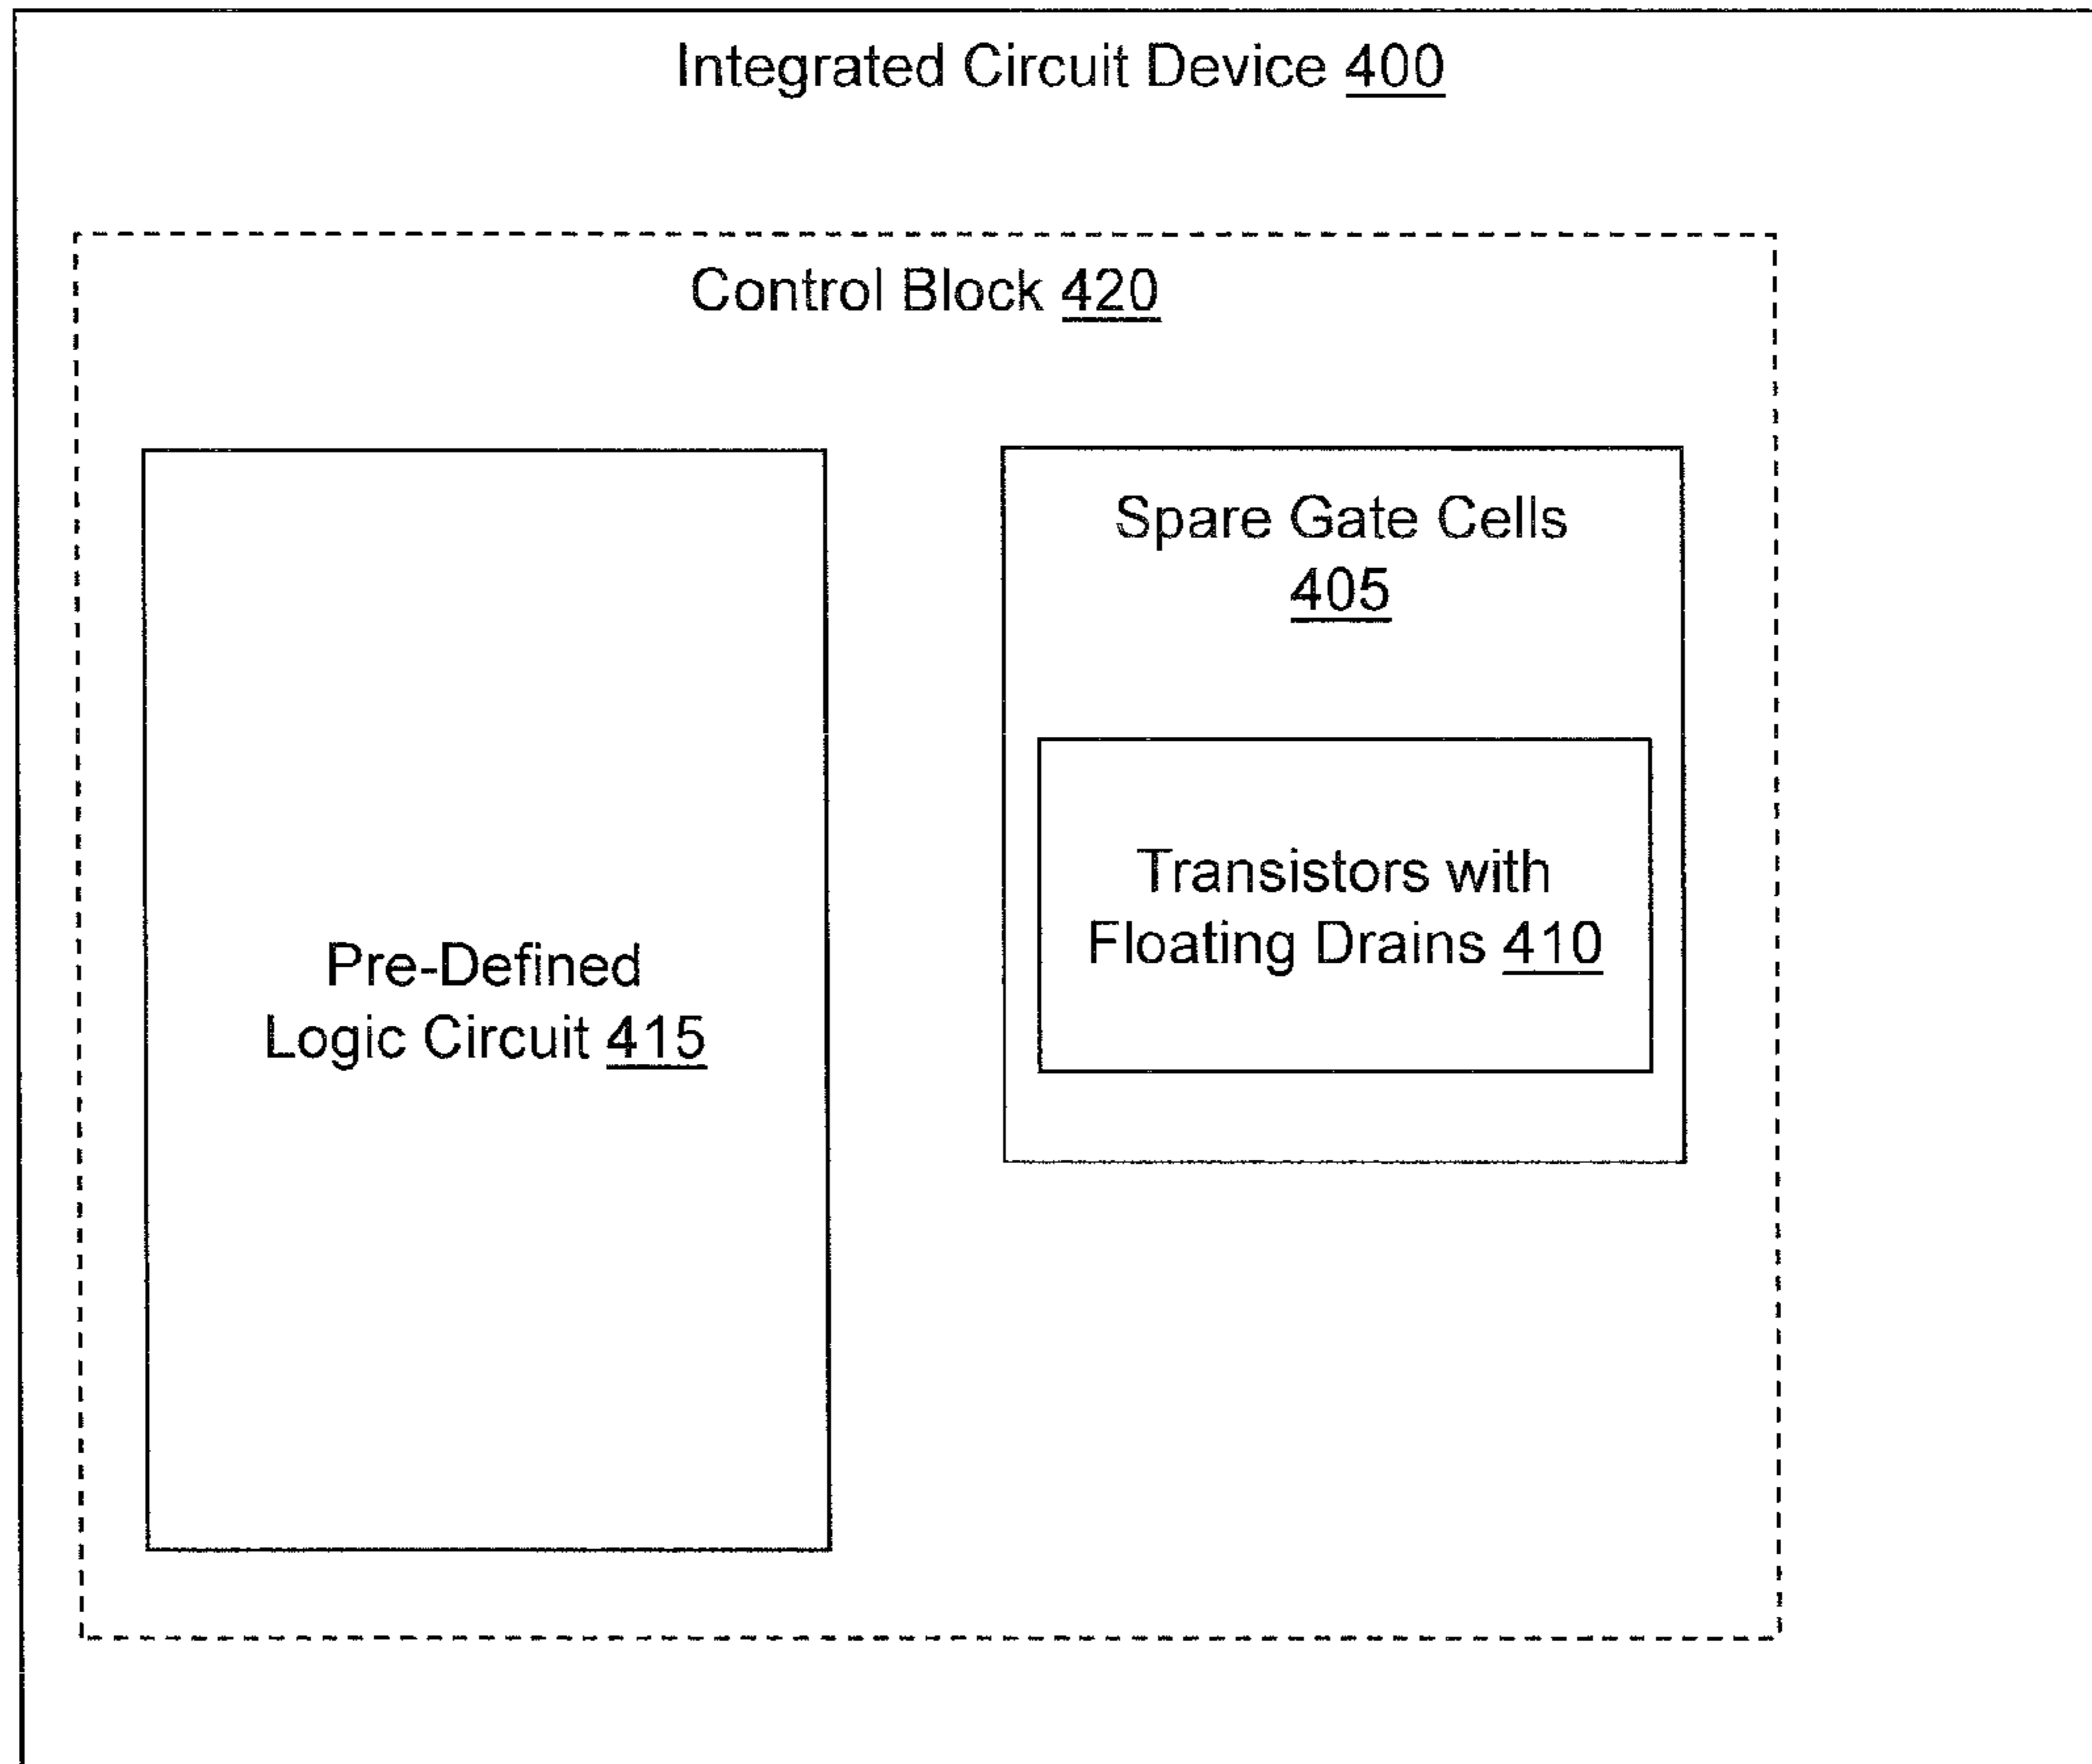 Integrated Circuit Device 400
Control Block 420
Pre-Defined
Logic Circuit 415
Spare Gate Cells
405
Transistors with
Floating Drains 410